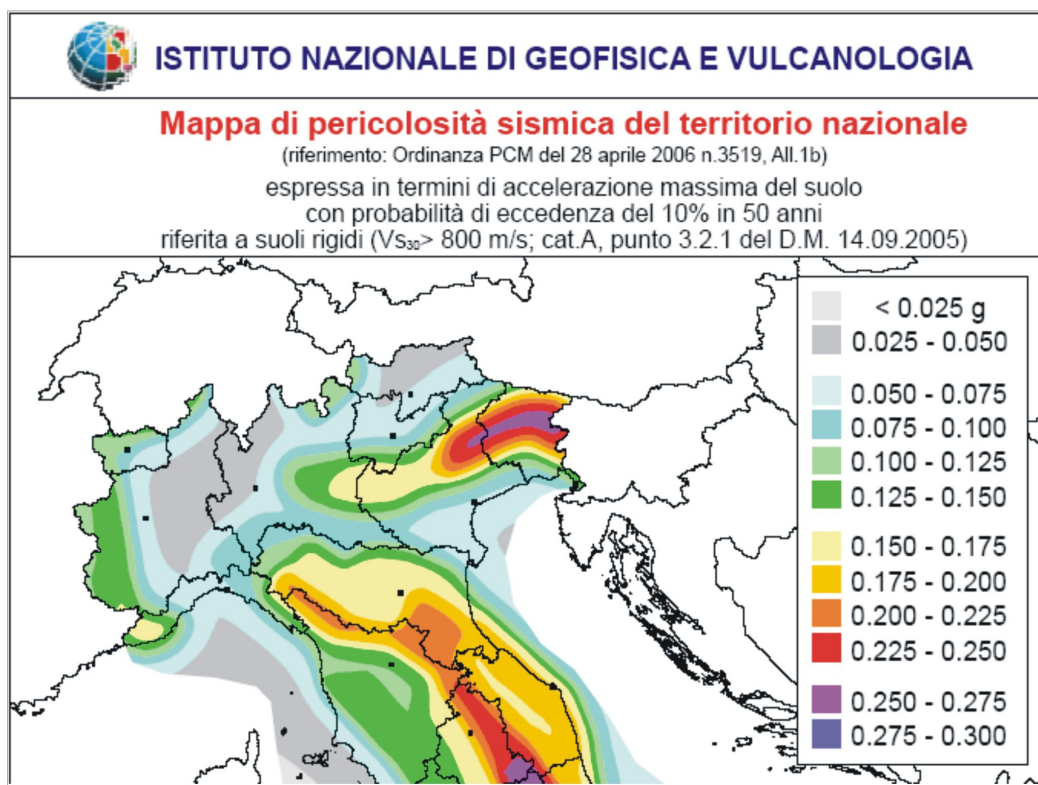 ISTITUTO NAZIONALE DI GEOFISICA E VULCANOLOGIA
Mappa di pericolosità sismica del territorio nazionale
(riferimento: Ordinanza PCM del 28 aprile 2006 n.3519, All.1b)
espressa in termini di accelerazione massima del suolo
con probabilità di eccedenza del 10% in 50 anni
riferita a suoli rigidi (Vs₃₀> 800 m/s; cat.A, punto 3.2.1 del D.M. 14.09.2005)
< 0.025 g
0.025 - 0.050
0.050 - 0.075
0.075 - 0.100
0.100 - 0.125
0.125 - 0.150
0.150 - 0.175
0.175 - 0.200
0.200 - 0.225
0.225 - 0.250
0.250 - 0.275
0.275 - 0.300